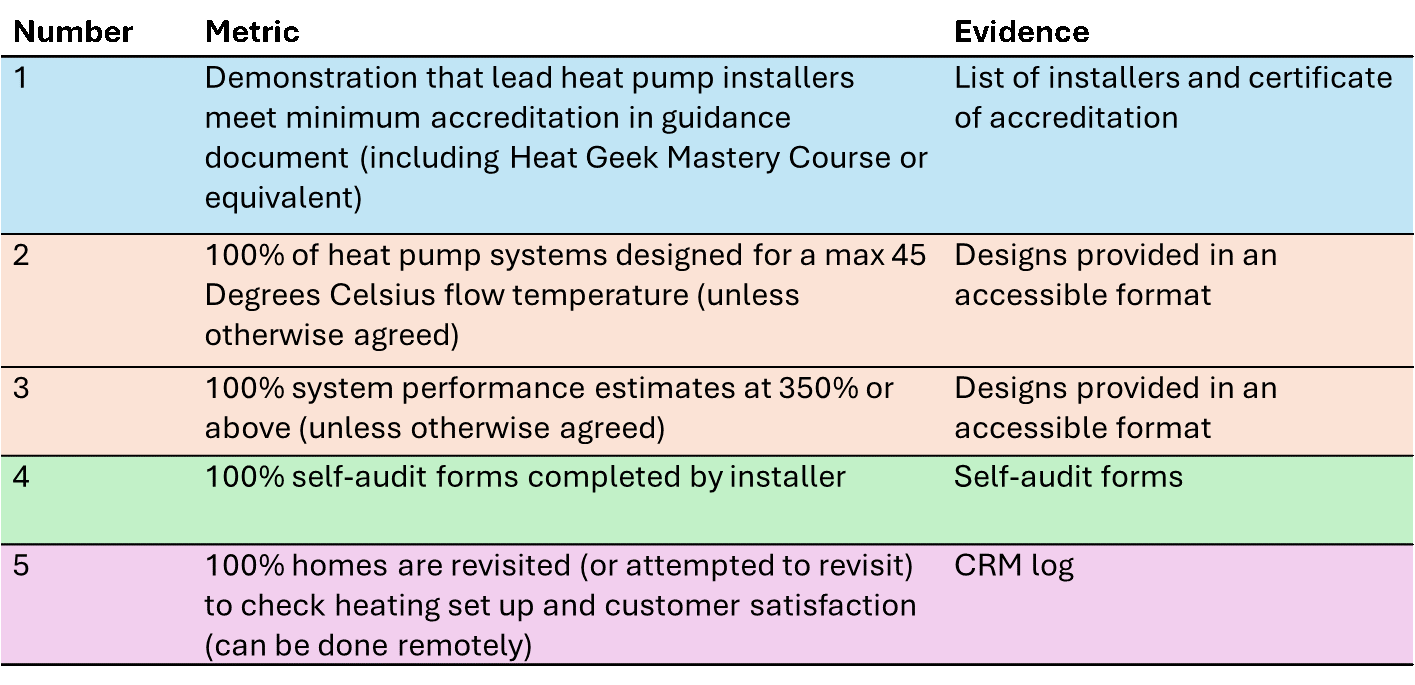 Number Metric Evidence
1 Demonstration that lead heat pump installers List of installers and certificate
meet minimum accreditation in guidance of accreditation
document (including Heat Geek Mastery Course or
equivalent)
2 100% of heat pump systems designed for a max 45 Designs provided in an
Degrees Celsius flow temperature (unless accessible format
otherwise agreed)
3 100% system performance estimates at 350% or Designs provided in an
above (unless otherwise agreed) accessible format
4 100% self-audit forms completed by installer Self-audit forms
5 100% homes are revisited (or attempted to revisit) CRM log
to check heating set up and customer satisfaction
(can be done remotely)